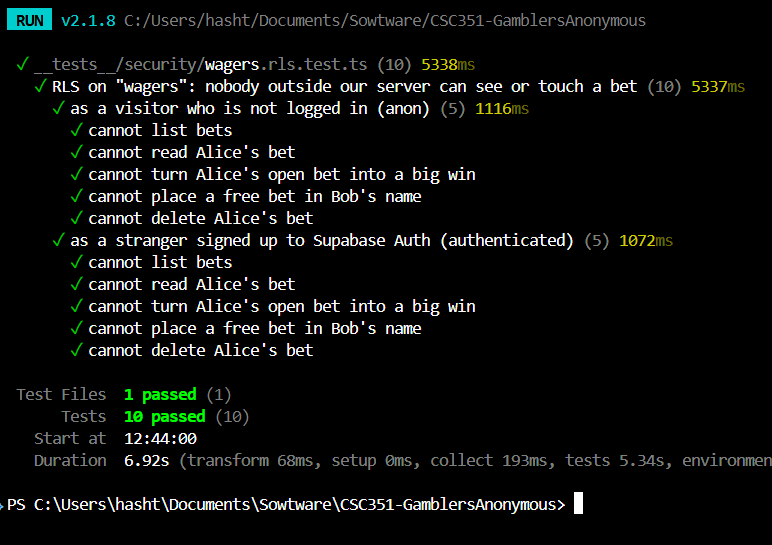 RUN v2.1.8 C:/Users/hasht/Documents/Sowtware/CSC351-GamblersAnonymous
✓ __tests__/security/wagers.rls.test.ts (10) 5338ms
✓ RLS on "wagers": nobody outside our server can see or touch a bet (10) 5337ms
✓ as a visitor who is not logged in (anon) (5) 1116ms
✓ cannot list bets
✓ cannot read Alice's bet
✓ cannot turn Alice's open bet into a big win
✓ cannot place a free bet in Bob's name
✓ cannot delete Alice's bet
✓ as a stranger signed up to Supabase Auth (authenticated) (5) 1072ms
✓ cannot list bets
✓ cannot read Alice's bet
✓ cannot turn Alice's open bet into a big win
✓ cannot place a free bet in Bob's name
✓ cannot delete Alice's bet
Test Files 1 passed (1)
Tests 10 passed (10)
Start at 12:44:00
Duration 6.92s (transform 68ms, setup 0ms, collect 193ms, tests 5.34s, environmen
PS C:\Users\hasht\Documents\Sowtware\CSC351-GamblersAnonymous>